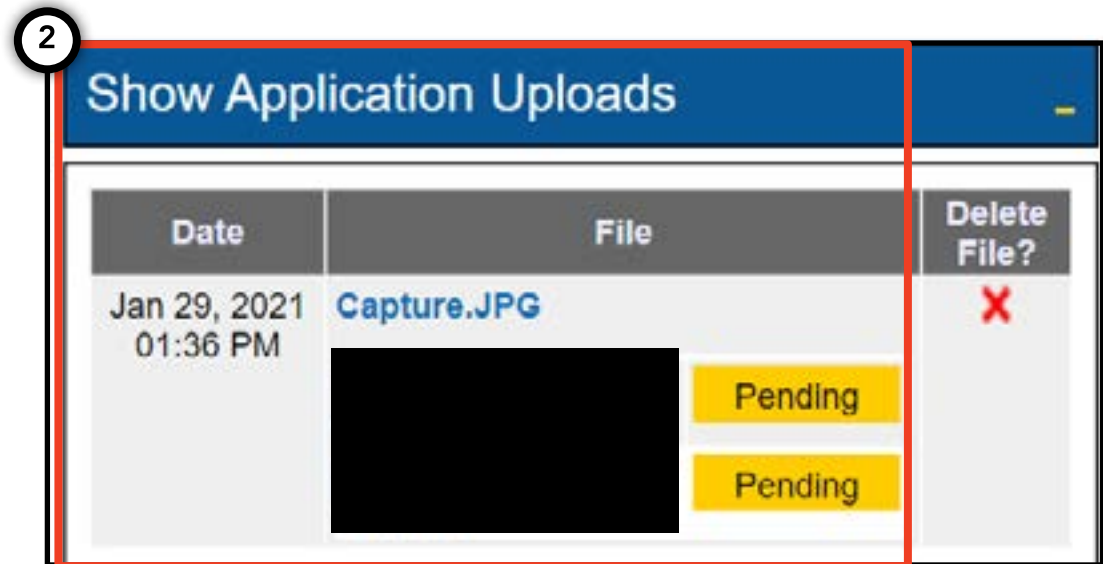 2
Show Application Uploads
Date File Delete File?
Jan 29, 2021 Capture.JPG X
01:36 PM
Pending
Pending